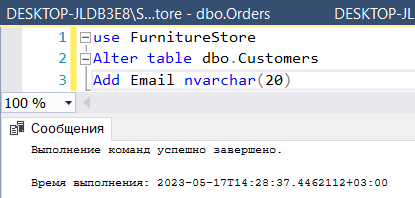 DESKTOP-JLDB3E8\S...tore - dbo.Orders DESKTOP-JLDB3
1 use FurnitureStore
2 Alter table dbo.Customers
3 Add Email nvarchar(20)
100 %
Сообщения
Выполнение команд успешно завершено.
Время выполнения: 2023-05-17T14:28:37.4462112+03:00